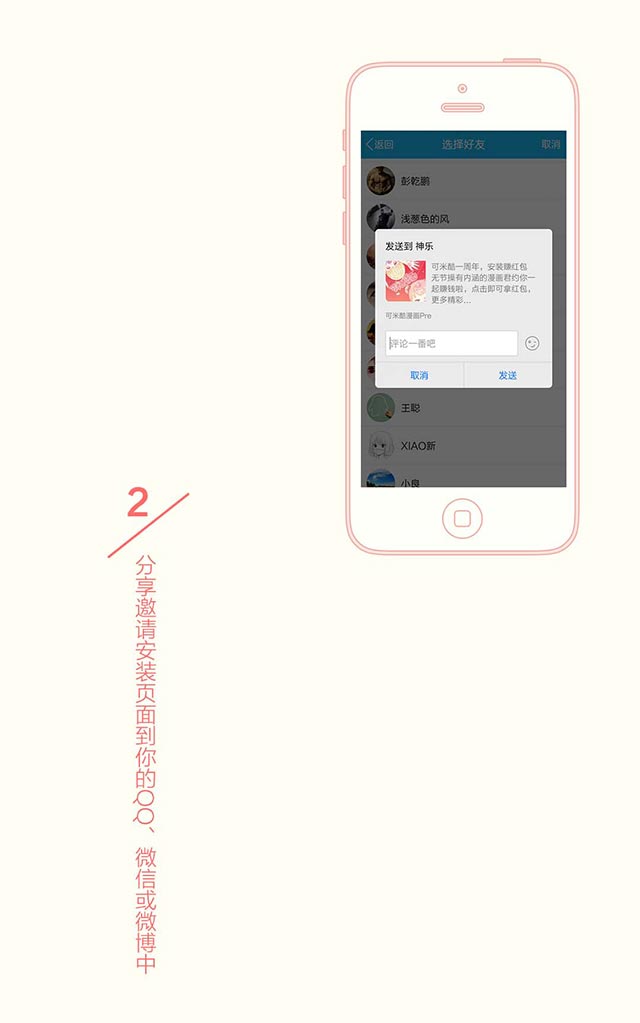 返回 选择好友 取消
彭乾鹏
浅葱色的风
发送到 神乐
可米酷一周年，安装赚红包
无节操有内涵的漫画君约你一
起赚钱啦，点击即可拿红包，
更多精彩...
可米酷漫画Pre
评论一番吧
取消 发送
王聪
XIAO新
小良
2
分享邀请安装页面到你的QQ、微信或微博中